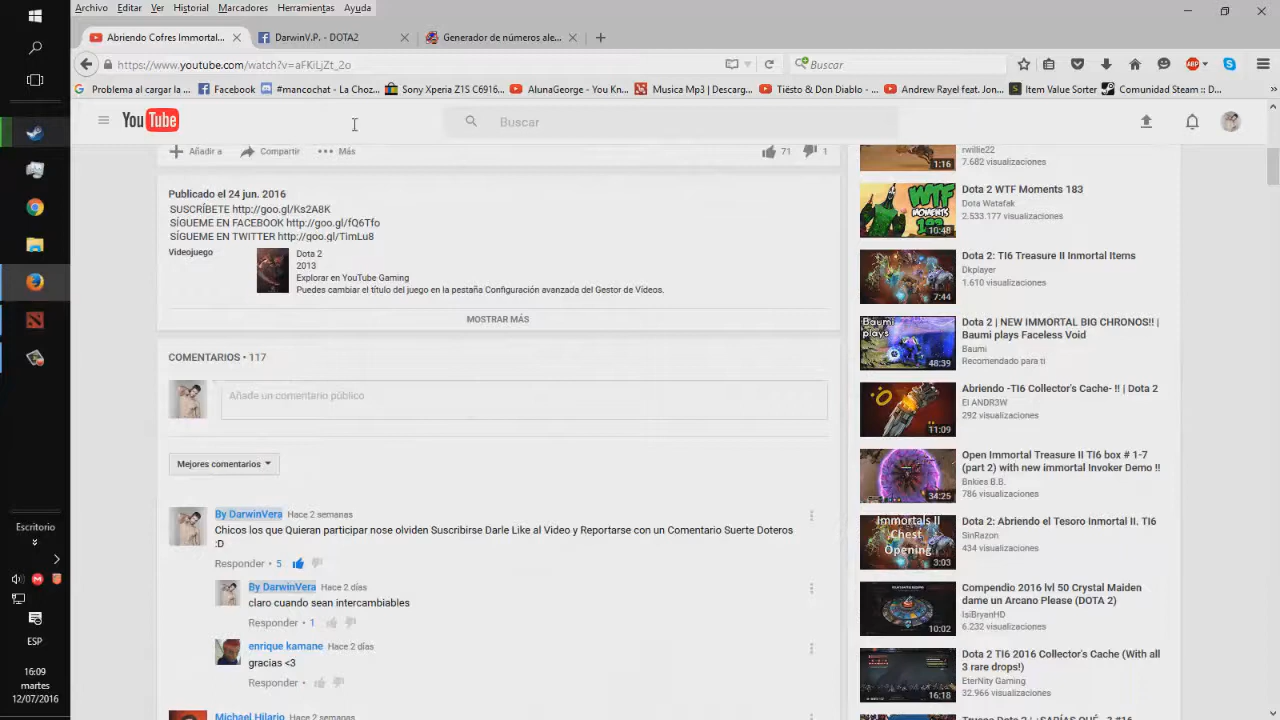 Archivo Editar Ver Historial Marcadores Herramientas Ayuda
Abriendo Cofres Immortal...
DarwinV.P. - DOTA2
Generador de números ale...
https://www.youtube.com/watch?v=aFKiLjZt_2o
Buscar
Problema al cargar la ...
Facebook
#mancochat - La Choz...
Sony Xperia Z1S C6916...
AlunaGeorge - You Kn...
Musica Mp3 | Descarg...
Tiësto & Don Diablo - ...
Andrew Rayel feat. Jon...
Item Value Sorter
Comunidad Steam :: D...
YouTube
Buscar
Añadir a
Compartir
Más
71
1
Publicado el 24 jun. 2016
SUSCRÍBETE http://goo.gl/Ks2A8K
SÍGUEME EN FACEBOOK http://goo.gl/fO6Tfo
SÍGUEME EN TWITTER http://goo.gl/TimLu8
Videojuego
Dota 2
2013
Explorar en YouTube Gaming
Puedes cambiar el título del juego en la pestaña Configuración avanzada del Gestor de Vídeos.
MOSTRAR MÁS
COMENTARIOS • 117
Añade un comentario público
Mejores comentarios
By DarwinVera Hace 2 semanas
Chicos los que Quieran participar nose olviden Suscribirse Darle Like al Video y Reportarse con un Comentario Suerte Doteros
:D
Responder • 5
By DarwinVera Hace 2 días
claro cuando sean intercambiables
Responder • 1
enrique kamane Hace 2 días
gracias <3
Responder
Michael Hilario Hace 2 semanas
rwillie22
7.682 visualizaciones
1:16
Dota 2 WTF Moments 183
Dota Watafak
2.533.177 visualizaciones
WTF
MOMENTS
183
10:48
Dota 2: TI6 Treasure II Inmortal Items
Dkplayer
1.610 visualizaciones
7:44
Dota 2 | NEW IMMORTAL BIG CHRONOS!! |
Baumi plays Faceless Void
Baumi
Recomendado para ti
Baumi
plays
48:39
Abriendo -TI6 Collector's Cache- !! | Dota 2
El ANDR3W
292 visualizaciones
11:09
Open Immortal Treasure II TI6 box # 1-7
(part 2) with new immortal Invoker Demo !!
Bnkies B.B.
786 visualizaciones
34:25
Dota 2: Abriendo el Tesoro Inmortal II. TI6
SinRazon
434 visualizaciones
Immortals II
Chest
Opening
3:03
Compendio 2016 lvl 50 Crystal Maiden
dame un Arcano Please (DOTA 2)
IsiBryanHD
6.232 visualizaciones
10:02
Dota 2 TI6 2016 Collector's Cache (With all
3 rare drops!)
EterNity Gaming
32.966 visualizaciones
16:18
Escritorio
ESP
16:09
martes
12/07/2016